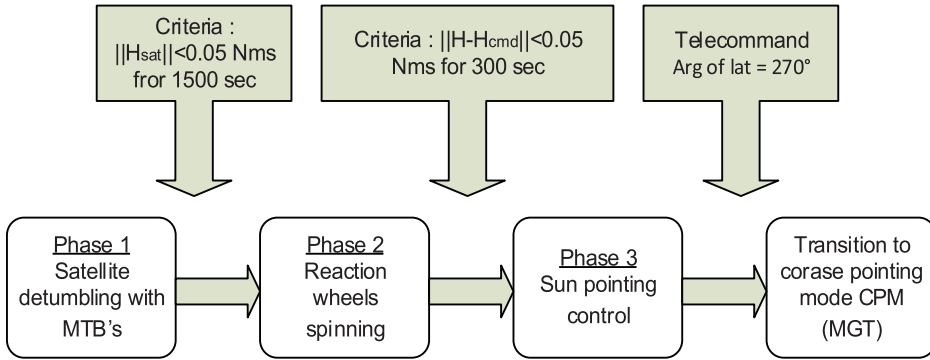 Criteria :
||Hsat||<0.05 Nms
fror 1500 sec
Criteria : ||H-Hcmd||<0.05
Nms for 300 sec
Telecommand
Arg of lat = 270°
Phase 1
Satellite
detumbling with
MTB's
Phase 2
Reaction
wheels
spinning
Phase 3
Sun pointing
control
Transition to
corase pointing
mode CPM
(MGT)